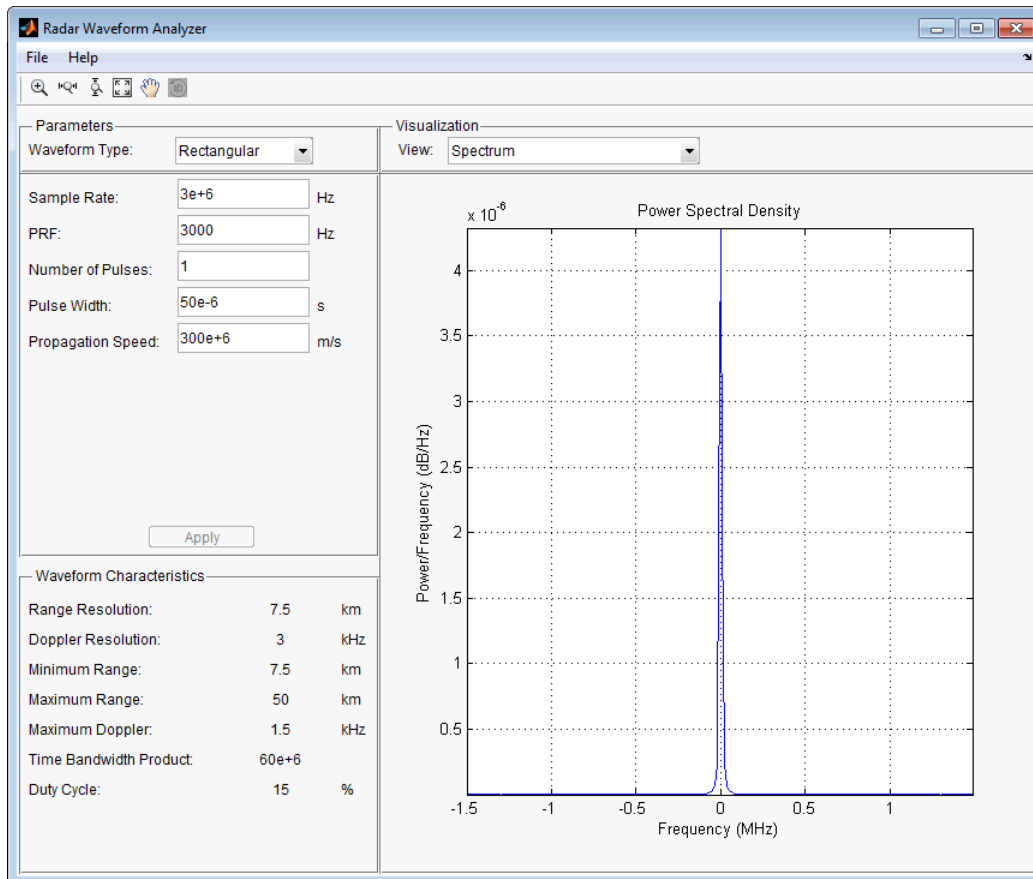 Radar Waveform Analyzer
File Help
Parameters
Waveform Type: Rectangular
Sample Rate: 3e+6 Hz
PRF: 3000 Hz
Number of Pulses: 1
Pulse Width: 50e-6 s
Propagation Speed: 300e+6 m/s
Apply
Waveform Characteristics
Range Resolution: 7.5 km
Doppler Resolution: 3 kHz
Minimum Range: 7.5 km
Maximum Range: 50 km
Maximum Doppler: 1.5 kHz
Time Bandwidth Product: 60e+6
Duty Cycle: 15 %
Visualization
View: Spectrum
Power Spectral Density
x 10^-6
4
3.5
3
2.5
2
1.5
1
0.5
Power/Frequency (dB/Hz)
-1.5 -1 -0.5 0 0.5 1
Frequency (MHz)